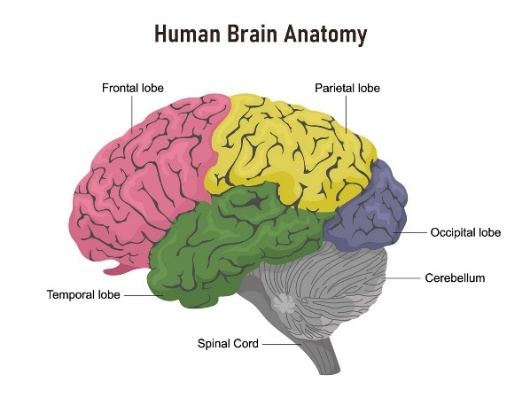 Human Brain Anatomy
Frontal lobe
Parietal lobe
Occipital lobe
Cerebellum
Temporal lobe
Spinal Cord